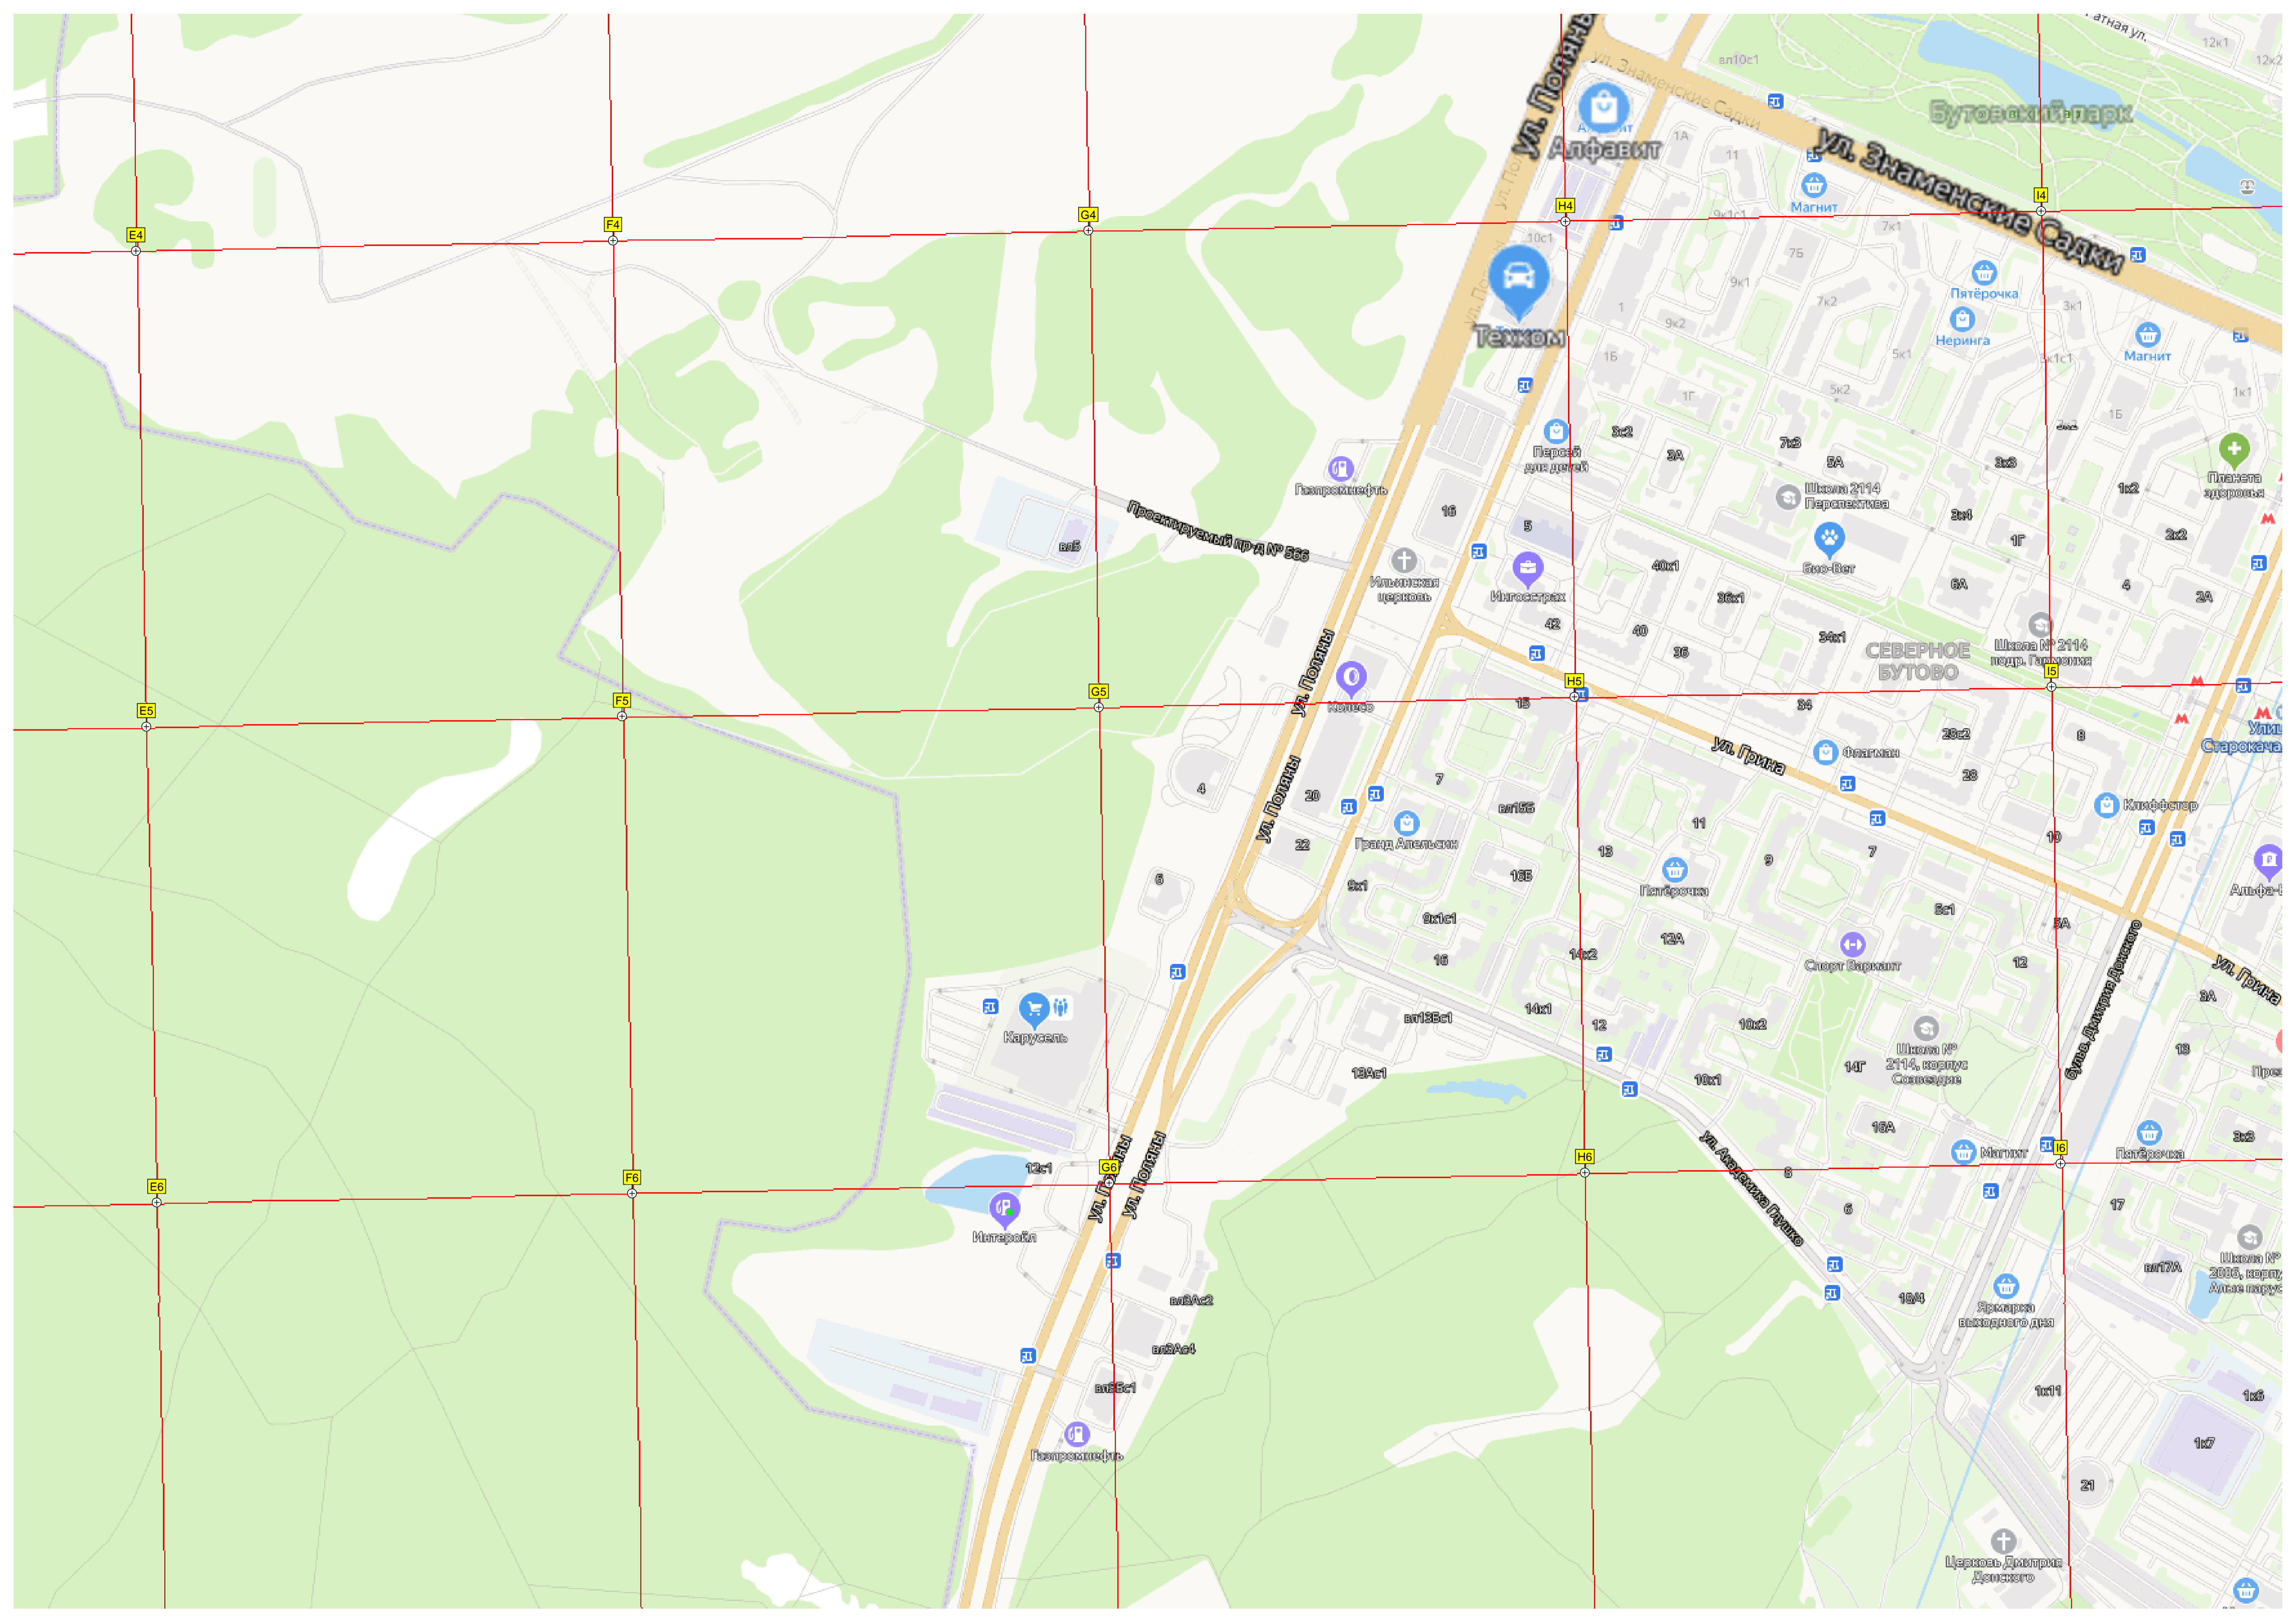 12к1
вл10с1
12к2
ул. Знаменские Садки
ул. Поляны
Бутовский парк
Алфавит
1А
11
ул. Знаменские Садки
Магнит
E4
F4
G4
H4
I4
9к1с1
7к1
10с1
7Б
9к1
Пятёрочка
7к2
3к1
1
9к2
Неринга
Техком
Магнит
1Б
5к1
3к1с1
1Г
5к2
1к1
1Б
3с2
7к3
Персей
для детей
3А
5А
3к3
Газпромнефть
Школа 2114
Перспектива
1к2
Планета
здоровья
16
5
3к4
2к2
1Г
Проектируемый пр-д № 566
вл5
Ильинская
церковь
40к1
Био-Вет
6А
4
2А
Ингосстрах
36к1
42
40
34к1
36
СЕВЕРНОЕ
БУТОВО
Школа № 2114
подр. Гармония
ул. Поляны
E5
F5
G5
H5
I5
Колесо
15
34
28с2
8
ул. Грина
Флагман
28
4
7
20
вл15Б
Клиффстор
ул. Поляны
22
Гранд Апельсин
11
13
9
7
10
6
9к1
16Б
Пятёрочка
9к1с1
5с1
5А
12А
14к2
16
Спорт Вариант
12
ул. Грина
3А
14к1
12
вл13Бс1
10к2
Карусель
бульв. Дмитрия Донского
13
Школа №
2114, корпус
Созвездие
13Ас1
10к1
14Г
16А
3к3
Магнит
Пятёрочка
ул. Поляны
ул. Поляны
12с1
E6
F6
G6
H6
I6
8
ул. Академика Глушко
6
17
Интеройл
вл17А
Школа №
вл3Ас2
18/4
Ярмарка
выходного дня
вл3Ас4
вл3Бс1
1к11
1к6
1к7
Газпромнефть
21
Церковь Дмитрия
Донского